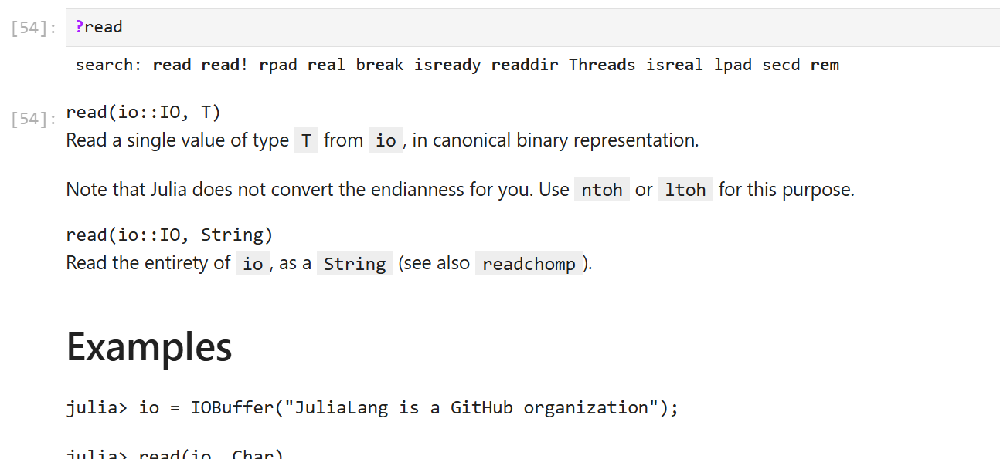 [54]: ?read
search: read read! rpad real break isready readdir Threads isreal lpad secd rem
[54]: read(io::IO, T)
Read a single value of type T from io, in canonical binary representation.
Note that Julia does not convert the endianness for you. Use ntoh or ltoh for this purpose.
read(io::IO, String)
Read the entirety of io, as a String (see also readchomp).
Examples
julia> io = IOBuffer("JuliaLang is a GitHub organization");
julia> read(io, Char)